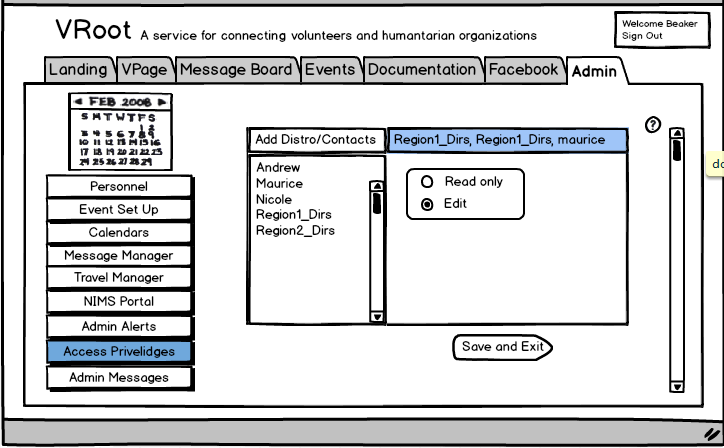 VRoot A service for connecting volunteers and humantarian organizations
Welcome Beaker
Sign Out
Landing VPage Message Board Events Documentation Facebook Admin
FEB 2008
S M T W T F S
1 2
3 4 5 6 7 8 9
10 11 12 13 14 15 16
17 18 19 20 21 22 23
24 25 26 27 28 29
Personnel
Event Set Up
Calendars
Message Manager
Travel Manager
NIMS Portal
Admin Alerts
Access Privelidges
Admin Messages
Add Distro/Contacts
Region1_Dirs, Region1_Dirs, maurice
?
Andrew
Maurice
Nicole
Region1_Dirs
Region2_Dirs
Read only
Edit
Save and Exit